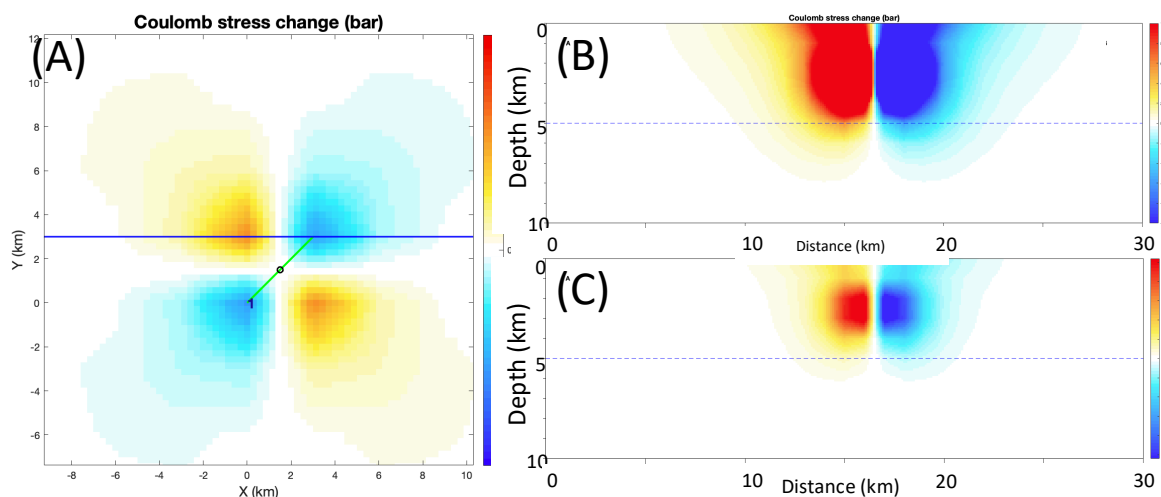 Coulomb stress change (bar)
(A)
12
10
8
6
4
2
0
-2
-4
-6
Y (km)
1
-8 -6 -4 -2 0 2 4 6 8 10
X (km)
Coulomb stress change (bar)
(B)
0
5
10
Depth (km)
0 10 20 30
Distance (km)
(C)
0
5
10
Depth (km)
0 10 20 30
Distance (km)